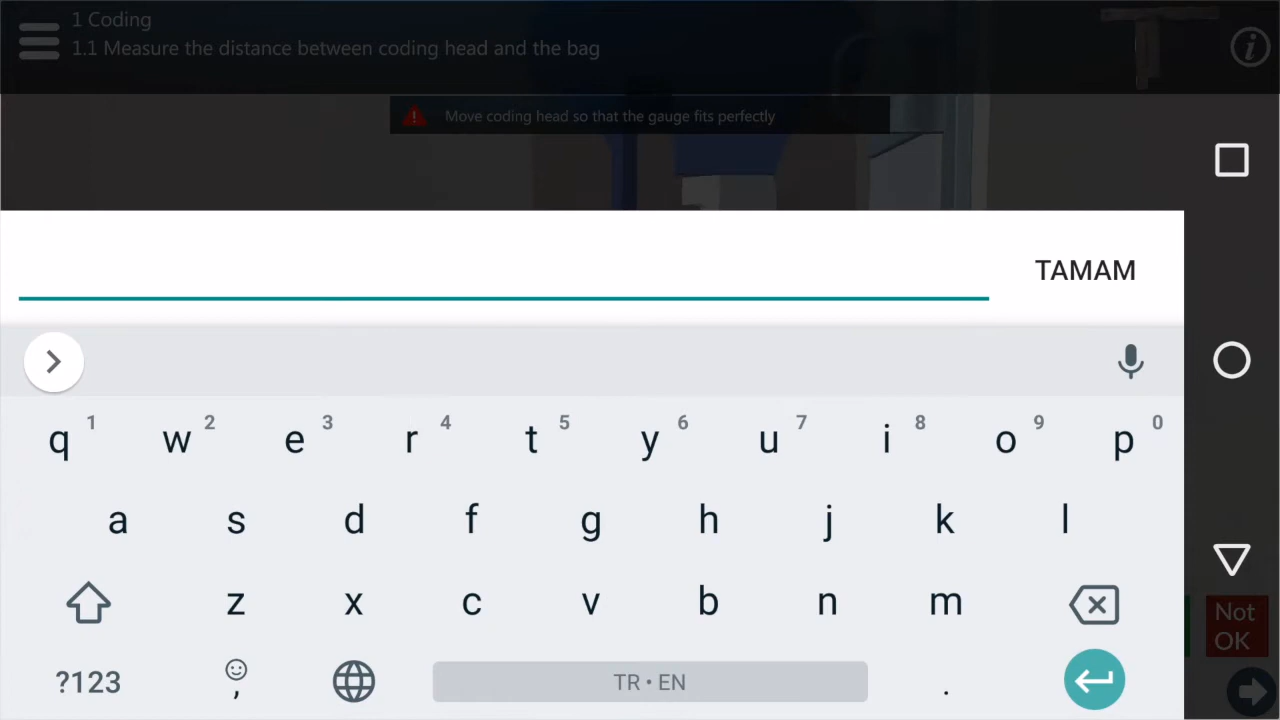 1 Coding
1.1 Measure the distance between coding head and the bag
i
! Move coding head so that the gauge fits perfectly
TAMAM
q 1 w 2 e 3 r 4 t 5 y 6 u 7 i 8 o 9 p 0
a s d f g h j k l
z x c v b n m
Not
OK
?123 , TR • EN .